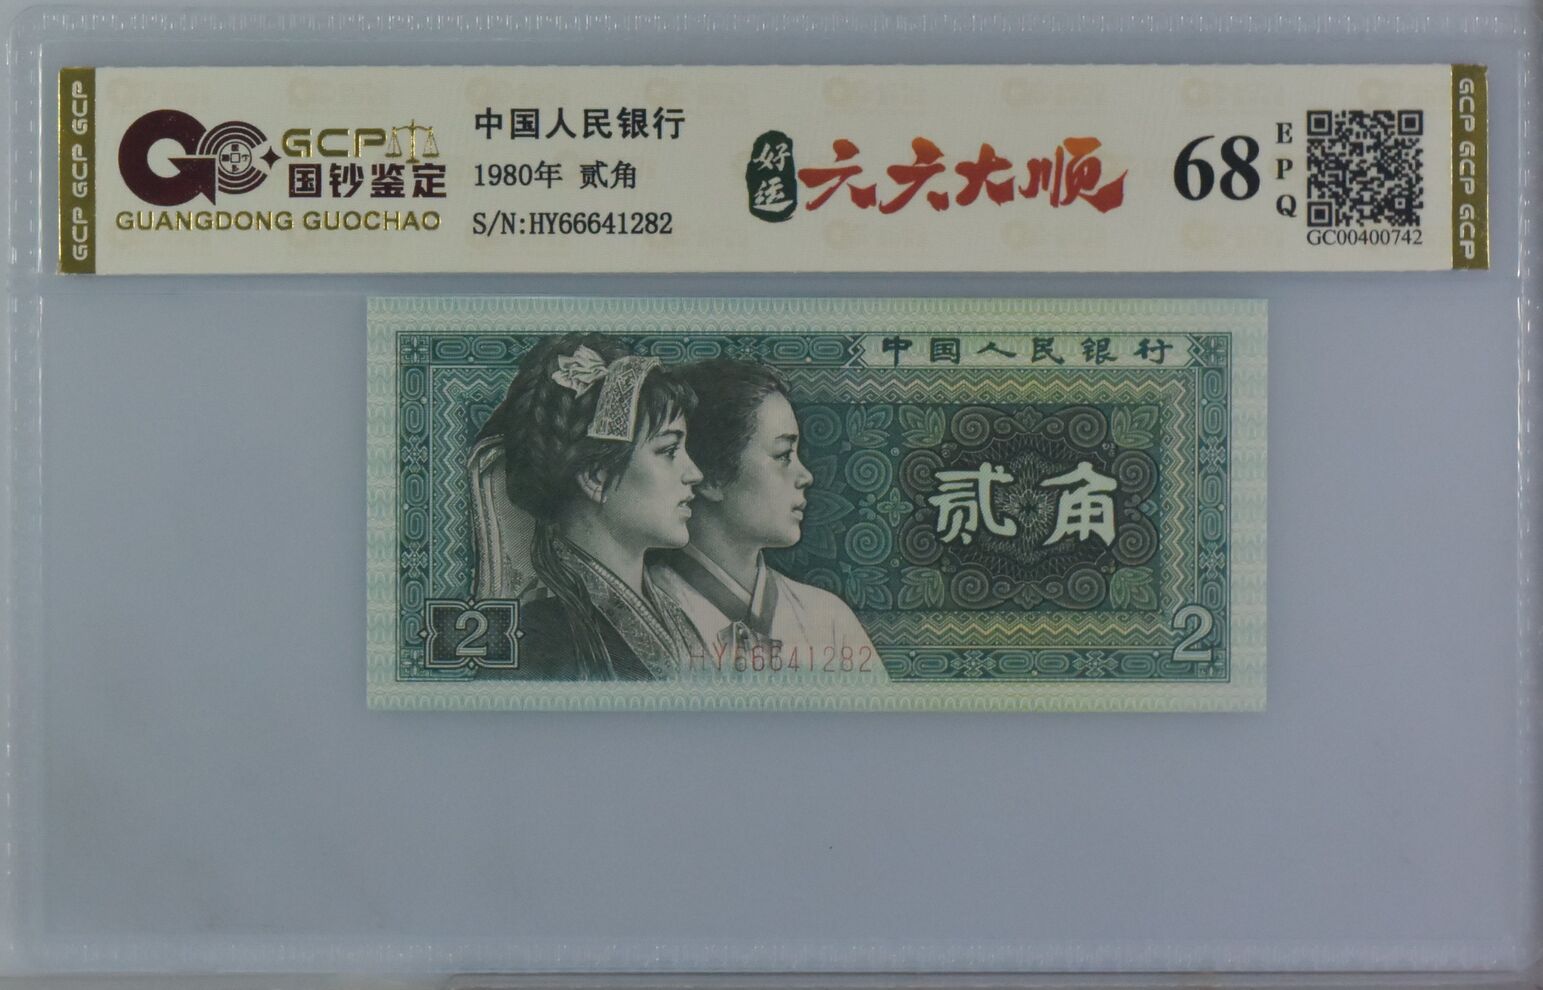 GCP GCP GCP
GCP
国钞鉴定
GUANGDONG GUOCHAO
中国人民银行
1980年 贰角
S/N:HY66641282
好运
六六大顺
68
EPQ
GC00400742
GCP GCP GCP
中国人民银行
贰角
2
2
HY66641282